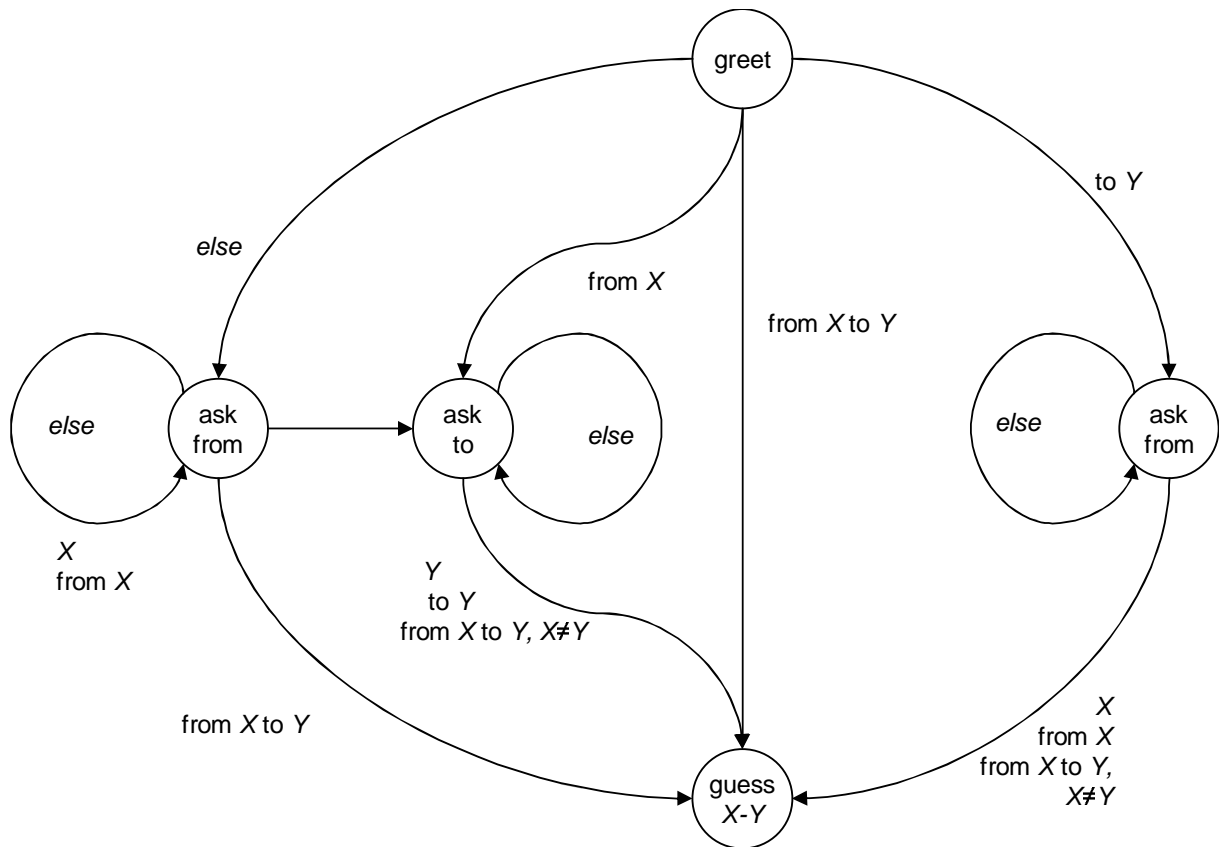 greet
to Y
else
from X
from X to Y
ask
from
else
ask
to
else
ask
from
else
X
from X
Y
to Y
from X to Y, X≠Y
from X to Y
X
from X
from X to Y,
X≠Y
guess
X-Y